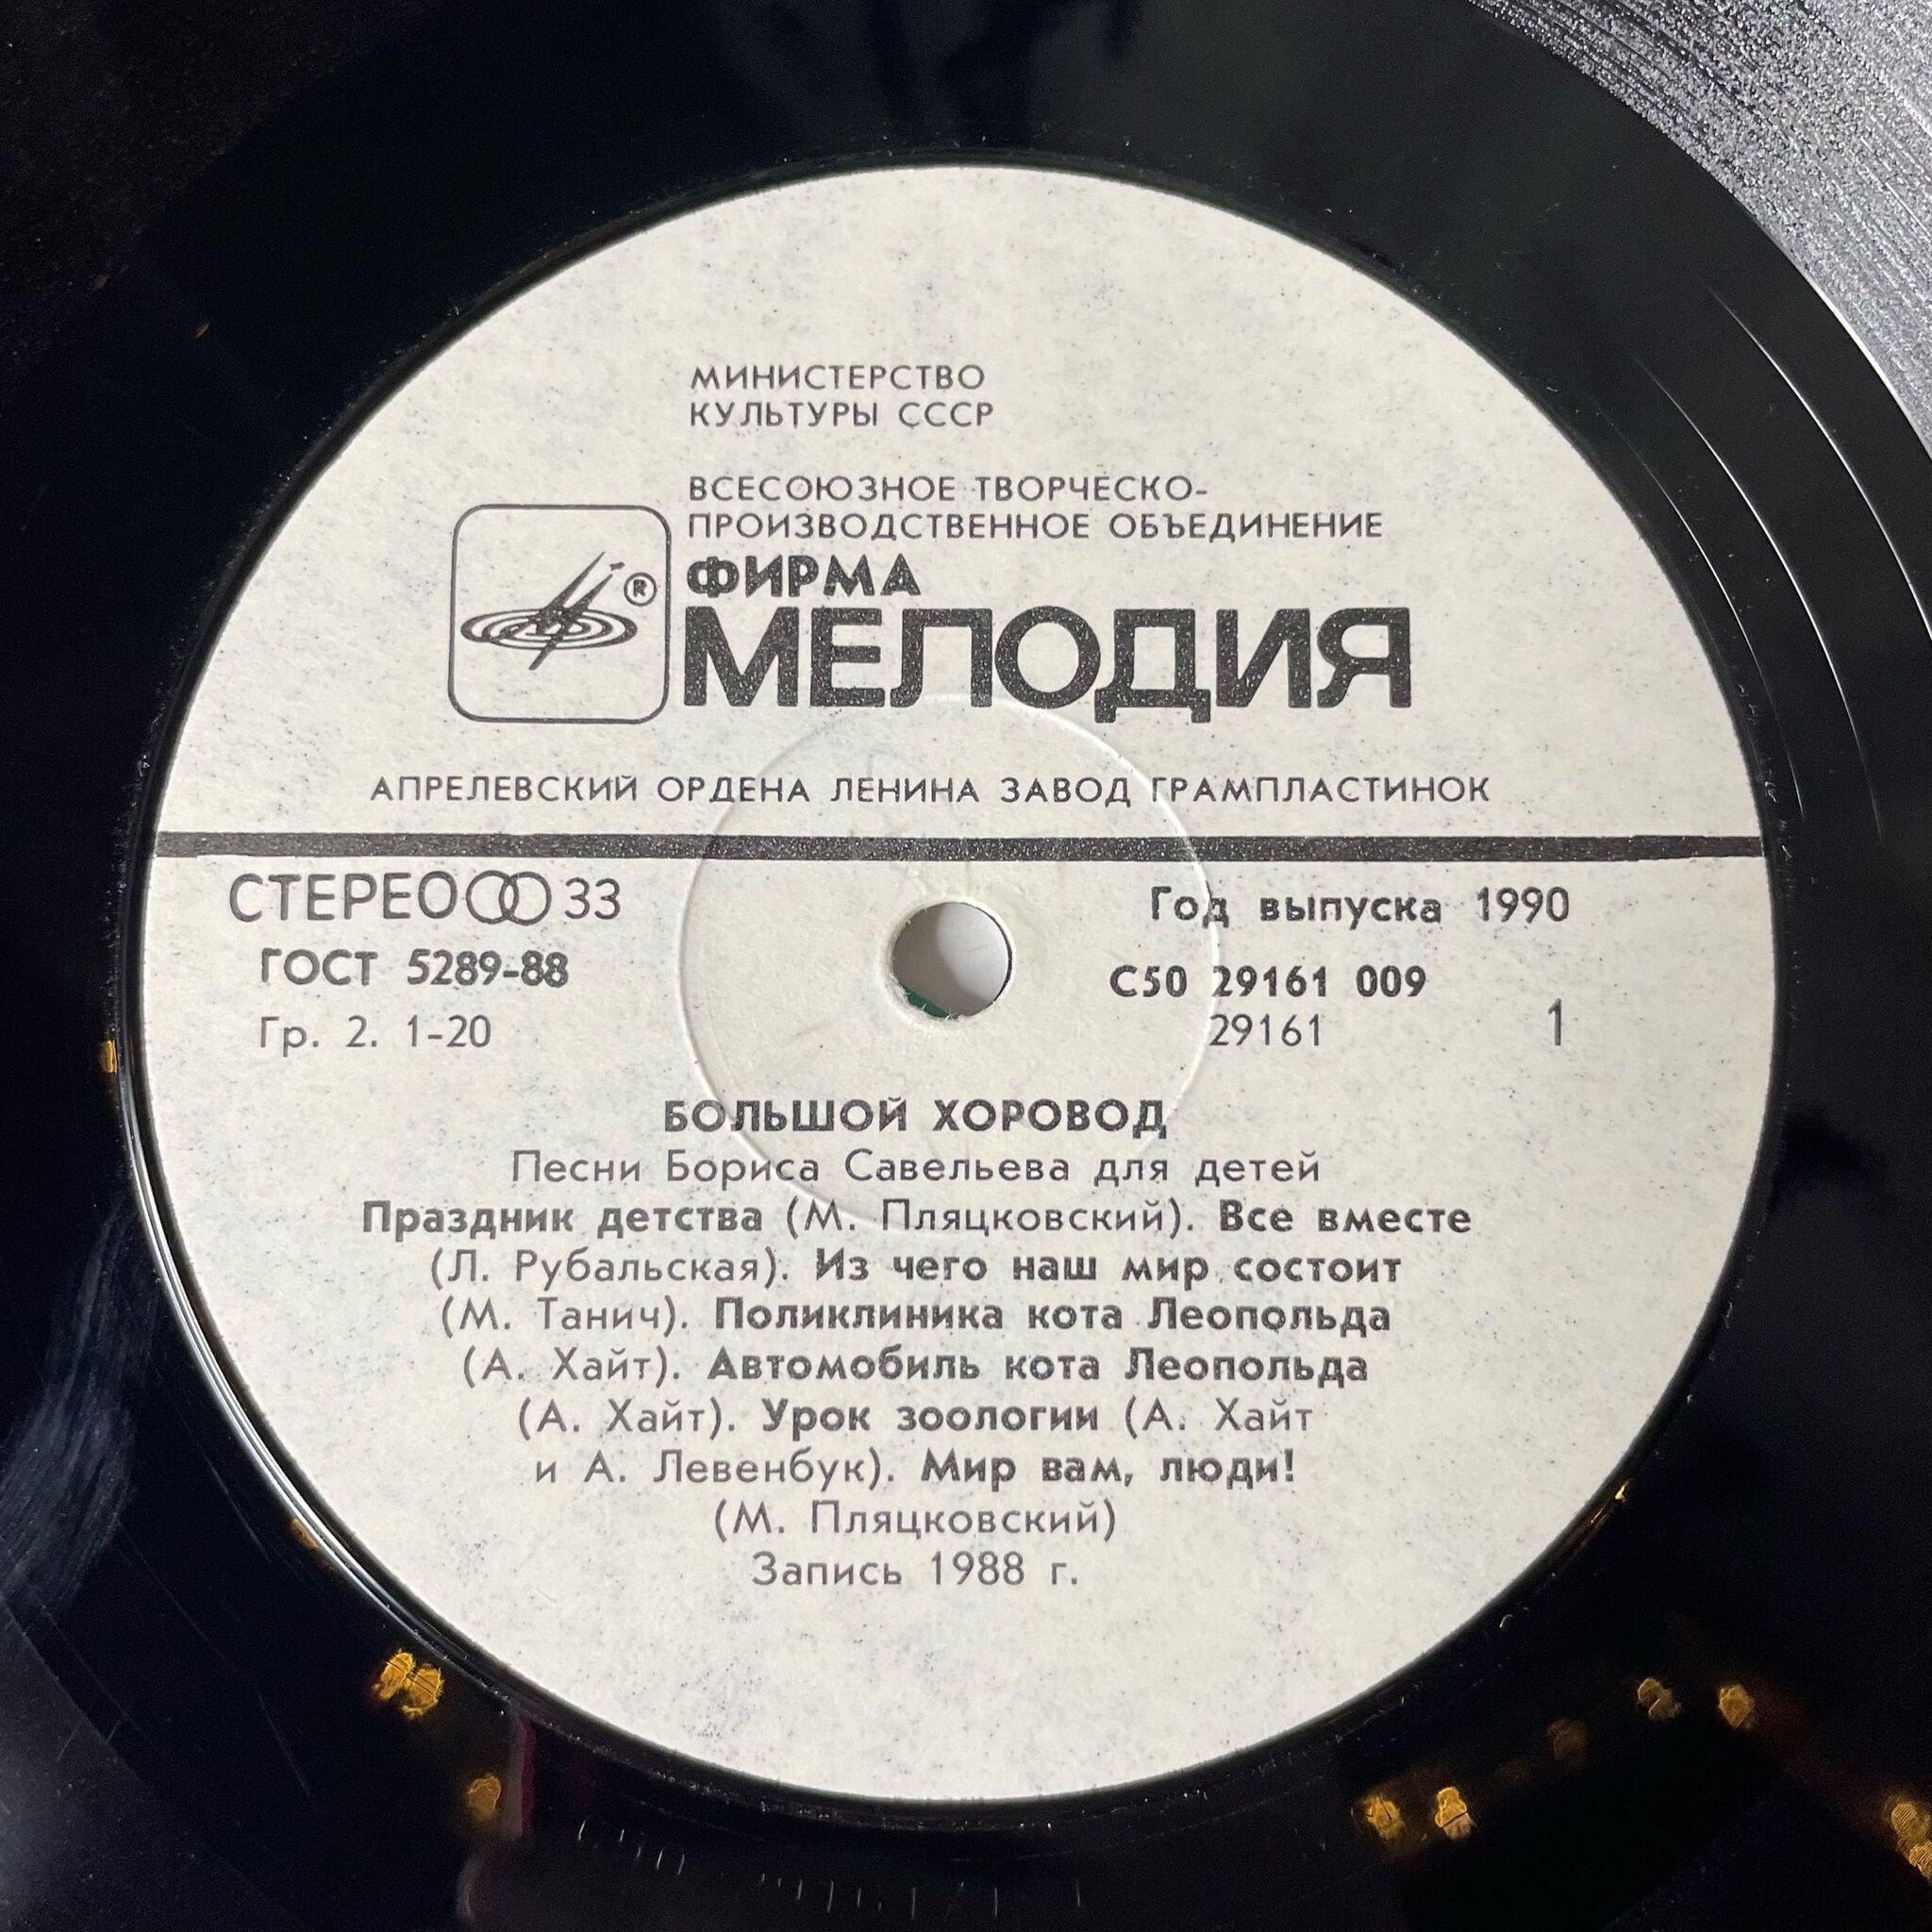 МИНИСТЕРСТВО
КУЛЬТУРЫ СССР
ВСЕСОЮЗНОЕ ТВОРЧЕСКО-
ПРОИЗВОДСТВЕННОЕ ОБЪЕДИНЕНИЕ
®
ФИРМА
МЕЛОДИЯ
АПРЕЛЕВСКИЙ ОРДЕНА ЛЕНИНА ЗАВОД ГРАМПЛАСТИНОК
СТЕРЕО 33
Год выпуска 1990
ГОСТ 5289-88
С50 29161 009
Гр. 2. 1-20
29161
1
БОЛЬШОЙ ХОРОВОД
Песни Бориса Савельева для детей
Праздник детства (М. Пляцковский). Все вместе
(Л. Рубальская). Из чего наш мир состоит
(М. Танич). Поликлиника кота Леопольда
(А. Хайт). Автомобиль кота Леопольда
(А. Хайт). Урок зоологии (А. Хайт
и А. Левенбук). Мир вам, люди!
(М. Пляцковский)
Запись 1988 г.